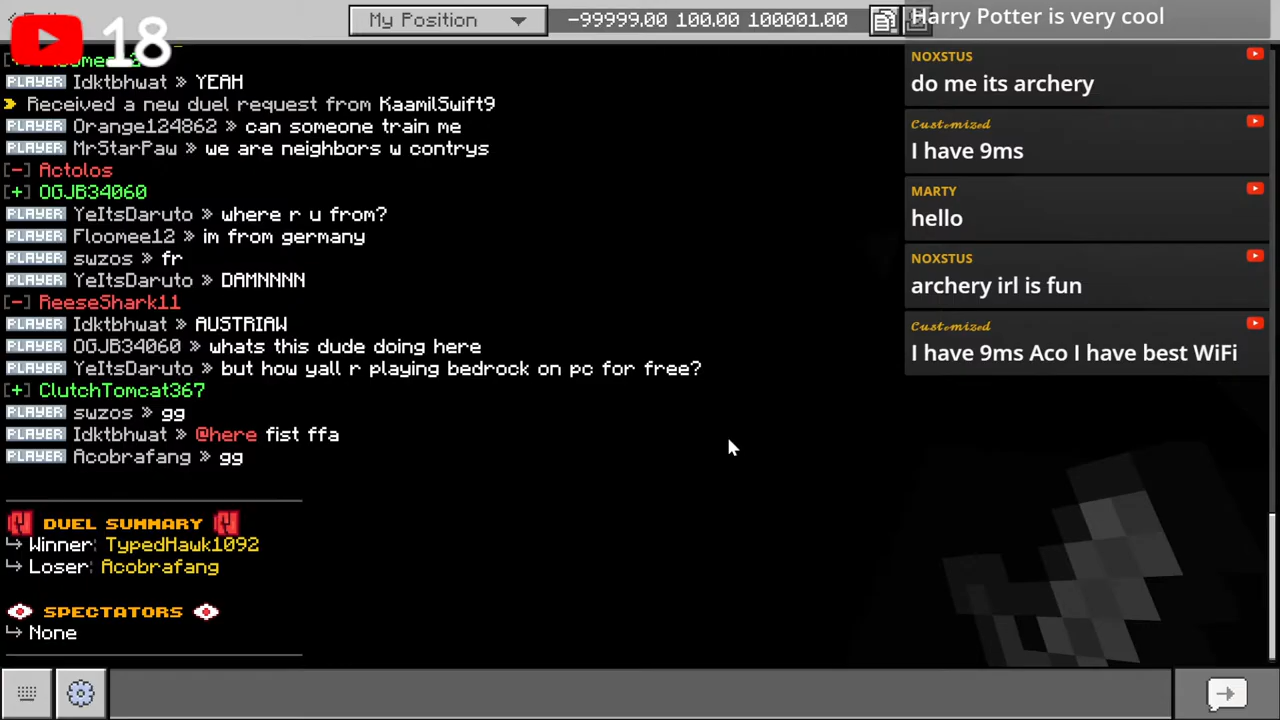 18
My Position
-99999.00 100.00 100001.00
PLAYER Idktbhwat » YEAH
Received a new duel request from KaamilSwift9
PLAYER Orange124862 » can someone train me
PLAYER MrStarPaw » we are neighbors w contrys
[-] Actolos
[+] OGJB34060
PLAYER YeItsDaruto » where r u from?
PLAYER Floomee12 » im from germany
PLAYER swzos » fr
PLAYER YeItsDaruto » DAMNNNN
[-] ReeseShark11
PLAYER Idktbhwat » AUSTRIAW
PLAYER OGJB34060 » whats this dude doing here
PLAYER YeItsDaruto » but how yall r playing bedrock on pc for free?
[+] ClutchTomcat367
PLAYER swzos » gg
PLAYER Idktbhwat » @here fist ffa
PLAYER Acobrafang » gg
DUEL SUMMARY
↪ Winner: TypedHawk1092
↪ Loser: Acobrafang
SPECTATORS
↪ None
Harry Potter is very cool
NOXSTUS
do me its archery
Customized
I have 9ms
MARTY
hello
NOXSTUS
archery irl is fun
Customized
I have 9ms Aco I have best WiFi